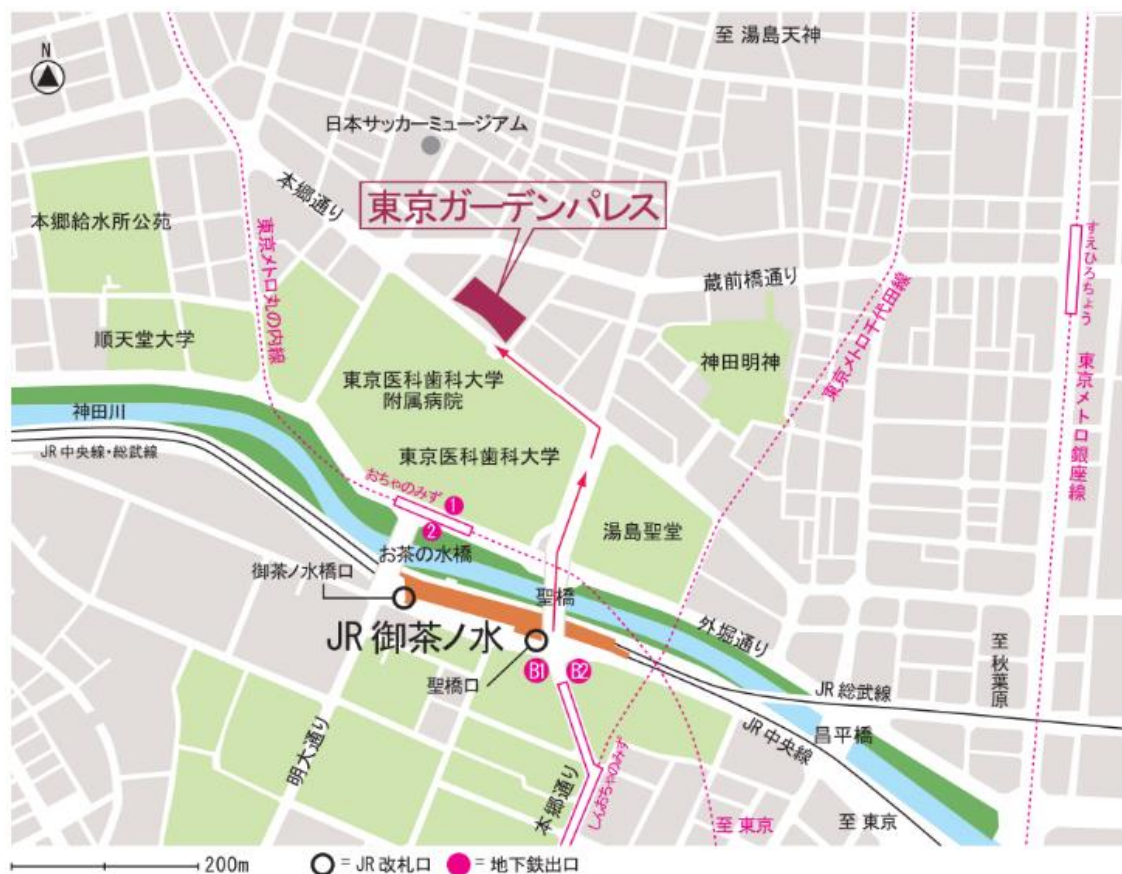 至 湯島天神
N
日本サッカーミュージアム
本郷通り
東京ガーデンパレス
本郷給水所公苑
東京メトロ丸の内線
すえひろちょう
蔵前橋通り
東京メトロ千代田線
順天堂大学
神田明神
東京メトロ銀座線
東京医科歯科大学
附属病院
神田川
JR 中央線・総武線
東京医科歯科大学
おちゃのみず
1
2
湯島聖堂
お茶の水橋
御茶ノ水橋口
聖橋
外堀通り
JR 御茶ノ水
至 秋葉原
聖橋口
B1
B2
JR 総武線
JR 中央線
昌平橋
明大通り
本郷通り
しんおちゃのみず
至 東京
至 東京
200m
= JR 改札口
= 地下鉄出口